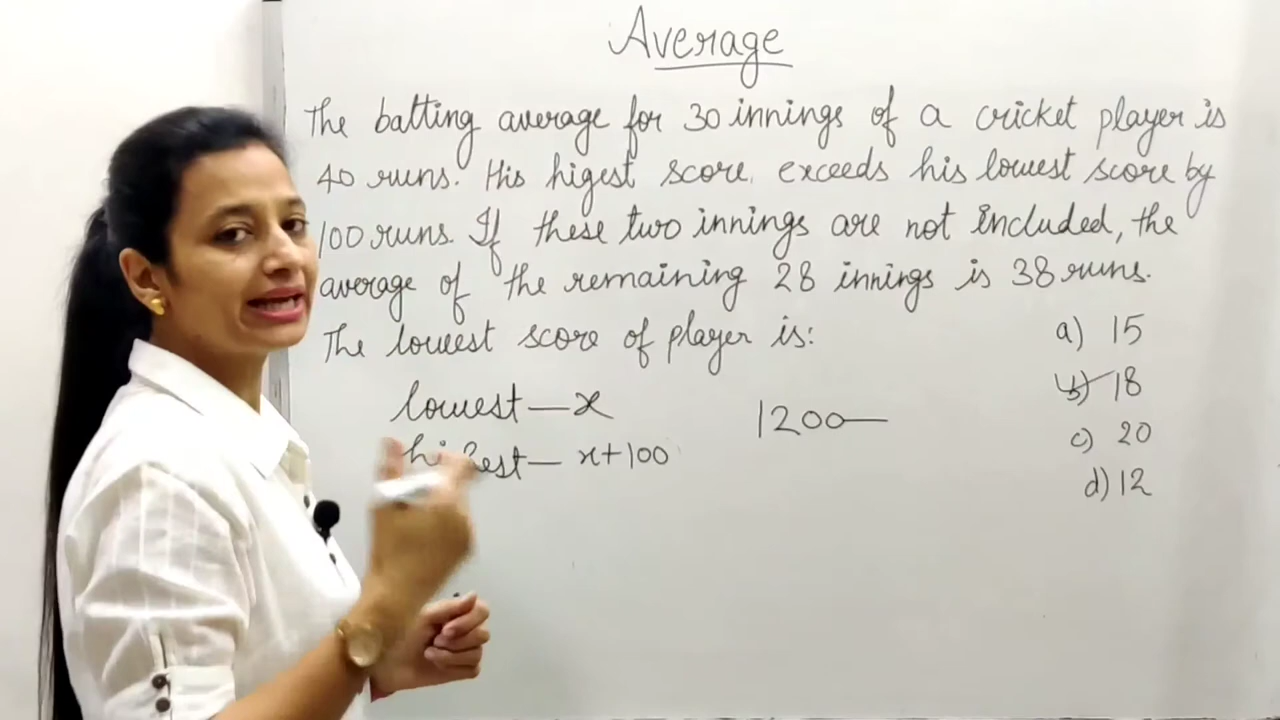 Average
The batting average for 30 innings of a cricket player is
40 runs. His higest score exceeds his lowest score by
100 runs. If these two innings are not included, the
average of the remaining 28 innings is 38 runs.
The lowest score of player is:
a) 15
b) 18
c) 20
d) 12
lowest — x
— x+100
1200—